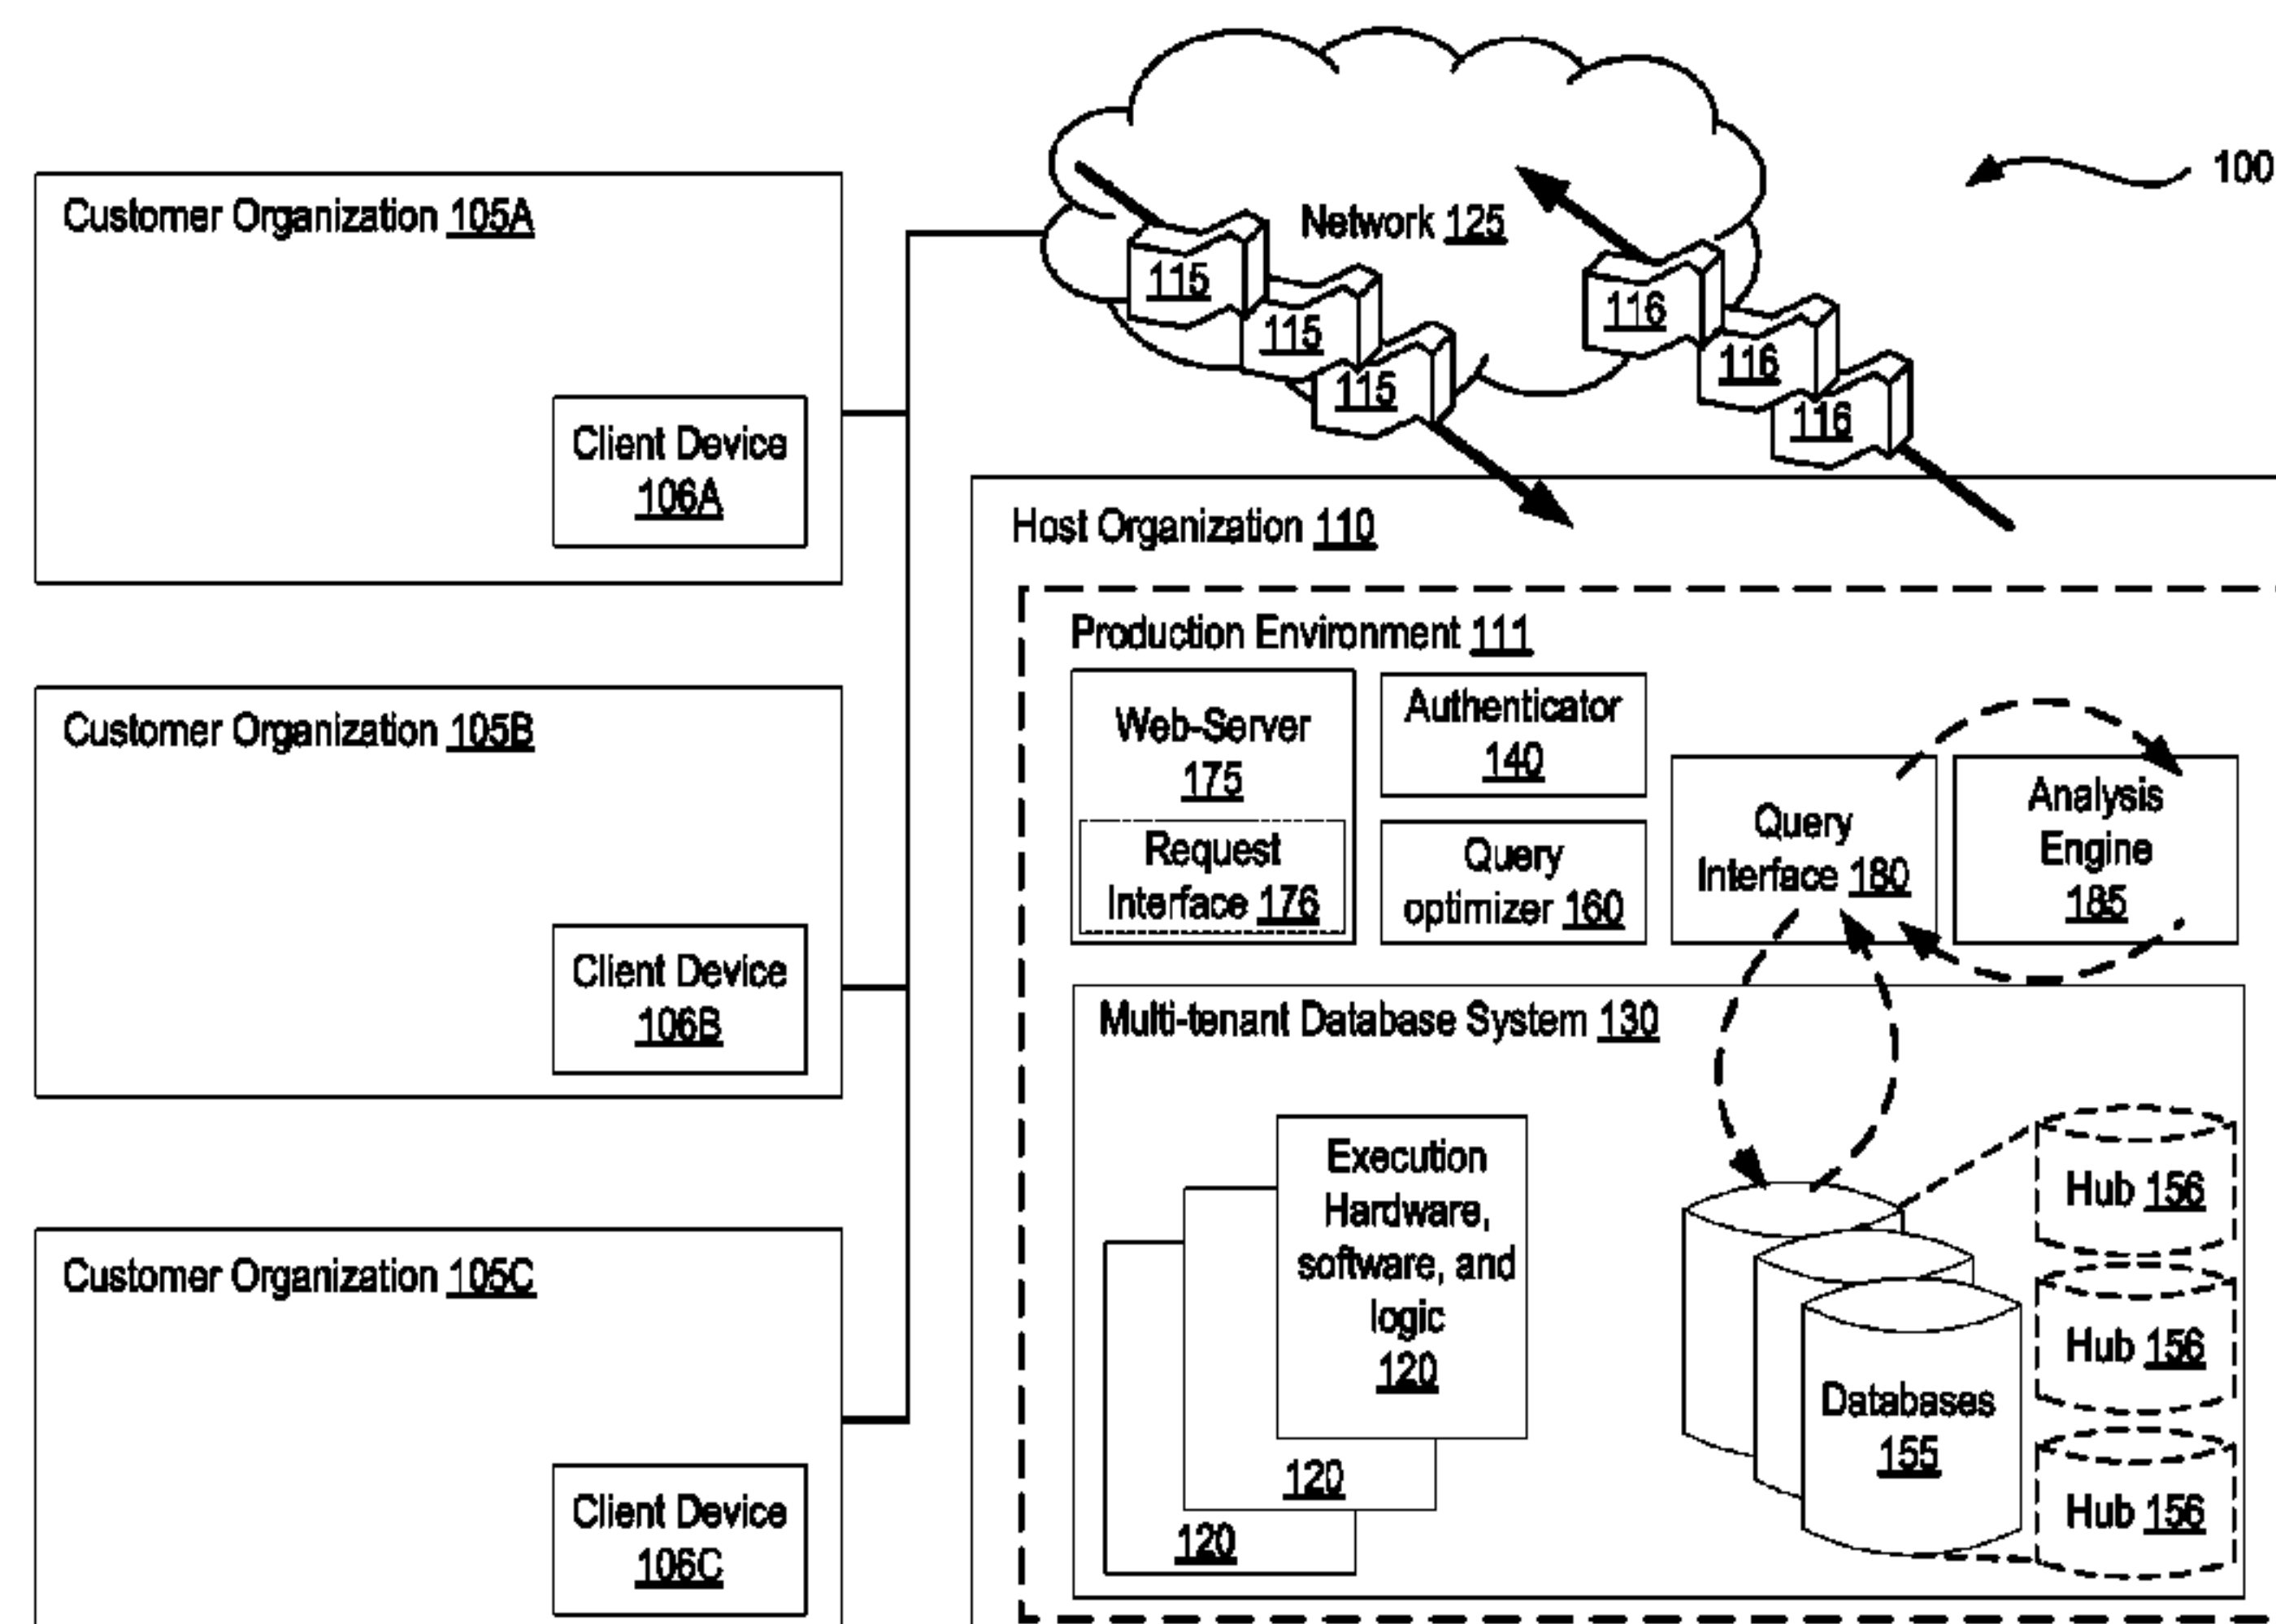 100
Network 125
115
115
115
116
116
116
Customer Organization 105A
Client Device
106A
Customer Organization 105B
Client Device
106B
Customer Organization 105C
Client Device
106C
Host Organization 110
Production Environment 111
Web-Server
175
Request
Interface 176
Authenticator
140
Query
optimizer 160
Query
Interface 180
Analysis
Engine
185
Multi-tenant Database System 130
Execution
Hardware,
software, and
logic
120
120
120
Databases
155
Hub 156
Hub 156
Hub 156